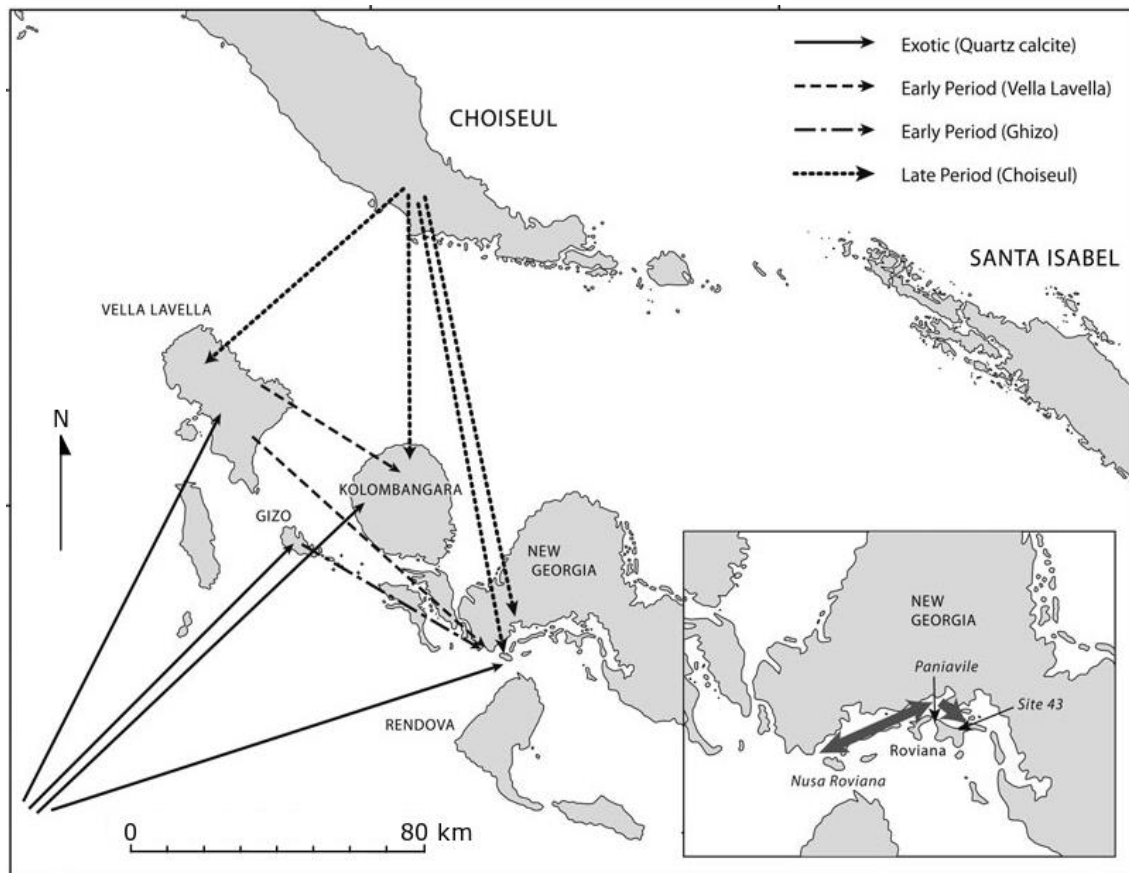 Exotic (Quartz calcite)
Early Period (Vella Lavella)
CHOISEUL
Early Period (Ghizo)
Late Period (Choiseul)
SANTA ISABEL
VELLA LAVELLA
N
KOLOMBANGARA
GIZO
NEW
GEORGIA
RENDOVA
0 80 km
NEW
GEORGIA
Paniavile
Site 43
Roviana
Nusa Roviana